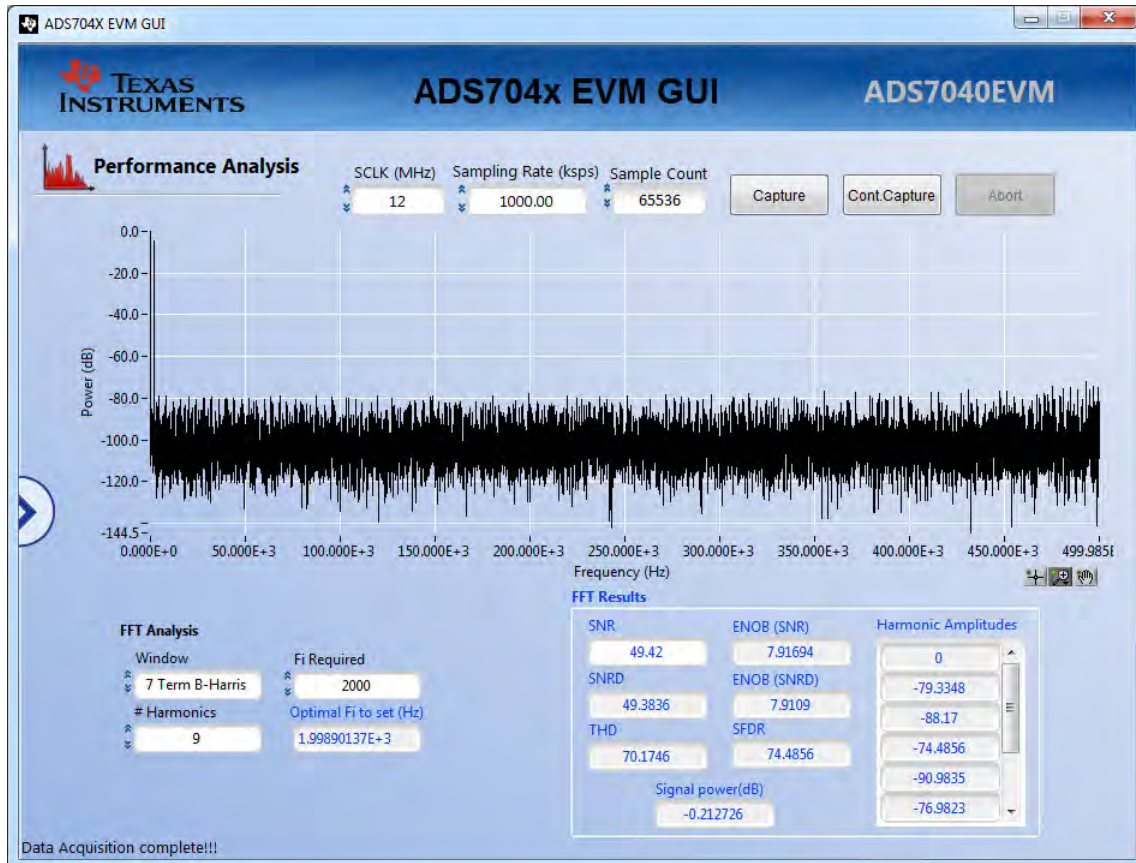 ADS704X EVM GUI
TEXAS INSTRUMENTS
ADS704x EVM GUI
ADS7040EVM
Performance Analysis
SCLK (MHz)
12
Sampling Rate (ksps)
1000.00
Sample Count
65536
Capture
Cont.Capture
Abort
Power (dB)
0.0
-20.0
-40.0
-60.0
-80.0
-100.0
-120.0
-144.5
0.000E+0
50.000E+3
100.000E+3
150.000E+3
200.000E+3
250.000E+3
300.000E+3
350.000E+3
400.000E+3
450.000E+3
499.985E
Frequency (Hz)
FFT Analysis
Window
7 Term B-Harris
# Harmonics
9
Fi Required
2000
Optimal Fi to set (Hz)
1.99890137E+3
FFT Results
SNR
49.42
ENOB (SNR)
7.91694
SNRD
49.3836
ENOB (SNRD)
7.9109
THD
70.1746
SFDR
74.4856
Signal power(dB)
-0.212726
Harmonic Amplitudes
0
-79.3348
-88.17
-74.4856
-90.9835
-76.9823
Data Acquisition complete!!!